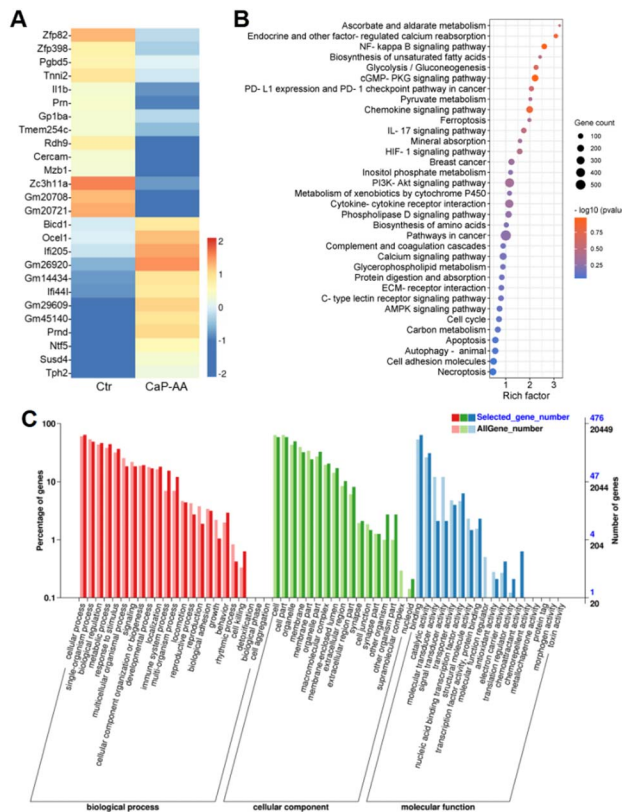 A
Zfp82
Zfp398
Pgbd5
Tnni2
Il1b
Prn
Gp1ba
Tmem254c
Rdh9
Cercam
Mzb1
Zc3h11a
Gm20708
Gm20721
Bicd1
Ocel1
Ifi205
Gm26920
Gm14434
Ifi44l
Gm29609
Gm45140
Prnd
Ntf5
Susd4
Tph2
2
1
0
-1
-2
Ctr
CaP-AA
B
Ascorbate and aldarate metabolism
Endocrine and other factor- regulated calcium reabsorption
NF- kappa B signaling pathway
Biosynthesis of unsaturated fatty acids
Glycolysis / Gluconeogenesis
cGMP- PKG signaling pathway
PD- L1 expression and PD- 1 checkpoint pathway in cancer
Pyruvate metabolism
Chemokine signaling pathway
Ferroptosis
IL- 17 signaling pathway
Mineral absorption
HIF- 1 signaling pathway
Breast cancer
Inositol phosphate metabolism
PI3K- Akt signaling pathway
Metabolism of xenobiotics by cytochrome P450
Cytokine- cytokine receptor interaction
Phospholipase D signaling pathway
Biosynthesis of amino acids
Pathways in cancer
Complement and coagulation cascades
Calcium signaling pathway
Glycerophospholipid metabolism
Protein digestion and absorption
ECM- receptor interaction
C- type lectin receptor signaling pathway
AMPK signaling pathway
Cell cycle
Carbon metabolism
Apoptosis
Autophagy - animal
Cell adhesion molecules
Necroptosis
1 2 3
Rich factor
Gene count
100
200
300
400
500
- log10 (pvalue)
0.75
0.50
0.25
C
Selected_gene_number
AllGene_number
Percentage of genes
100
10
1
0.1
476
20449
47
2044
4
204
1
20
Number of genes
cellular process
single-organism process
biological regulation
metabolic process
response to stimulus
signaling
multicellular organismal process
cellular component organization or biogenesis
developmental process
localization
immune system process
multi-organism process
locomotion
reproductive process
reproduction
biological adhesion
growth
behavior
rhythmic process
cell killing
detoxification
biological phase
cell aggregation
cell
cell part
organelle
membrane
membrane part
organelle part
macromolecular complex
membrane-enclosed lumen
extracellular region
extracellular region part
synapse
cell junction
synapse part
other organism
other organism part
supramolecular complex
nucleoid
binding
catalytic activity
molecular transducer activity
signal transducer activity
transporter activity
nucleic acid binding transcription factor activity
structural molecule activity
transcription factor activity, protein binding
molecular function regulator
antioxidant activity
electron carrier activity
translation regulator activity
chemoattractant activity
chemorepellent activity
metallochaperone activity
protein tag
morphogen activity
toxin activity
biological process
cellular component
molecular function